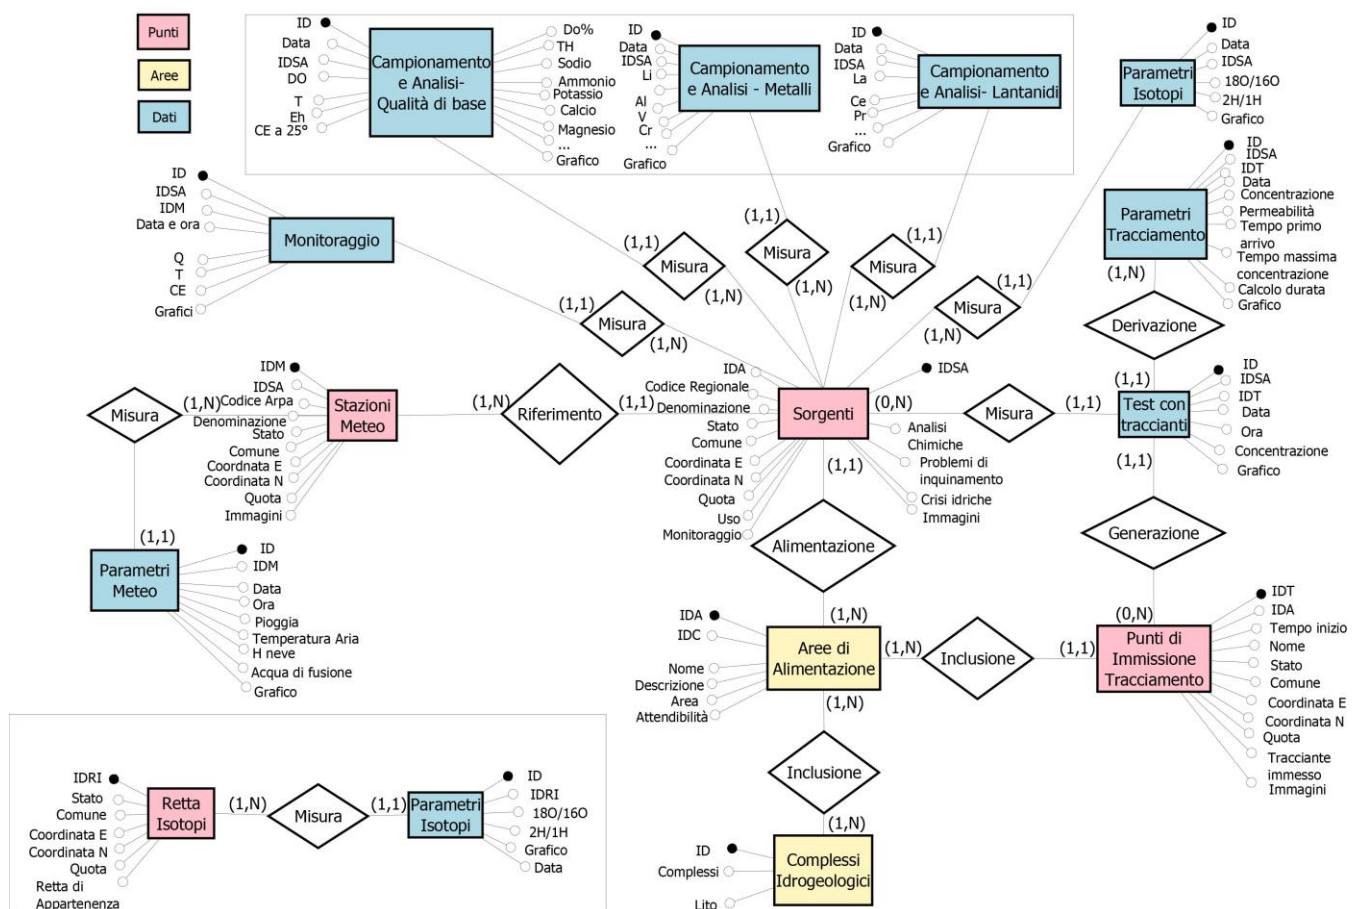 Punti
Aree
Dati
ID
Data
IDSA
DO
T
Eh
CE a 25°
Campionamento
e Analisi-
Qualità di base
Do%
TH
Sodio
Ammonio
Potassio
Calcio
Magnesio
...
Grafico
ID
Data
IDSA
Li
Al
V
Cr
...
Grafico
Campionamento
e Analisi - Metalli
ID
Data
IDSA
La
Ce
Pr
...
Grafico
Campionamento
e Analisi- Lantanidi
Parametri
Isotopi
ID
Data
IDSA
18O/16O
2H/1H
Grafico
ID
IDSA
IDM
Data e ora
Q
T
CE
Grafici
Monitoraggio
(1,1)
Misura
(1,N)
(1,1)
Misura
(1,N)
(1,1)
Misura
(1,N)
(1,1)
Misura
(1,N)
(1,1)
Misura
(1,N)
Parametri
Tracciamento
ID
IDSA
IDT
Data
Concentrazione
Permeabilità
Tempo primo
arrivo
Tempo massima
concentrazione
Calcolo durata
Grafico
(1,N)
Derivazione
(1,1)
Misura
(1,N)
IDM
IDSA
Codice Arpa
Denominazione
Stato
Comune
Coordnata E
Coordinata N
Quota
Immagini
Stazioni
Meteo
(1,N)
Riferimento
(1,1)
IDA
Codice Regionale
Denominazione
Stato
Comune
Coordinata E
Coordinata N
Quota
Uso
Monitoraggio
Sorgenti
IDSA
(0,N)
Analisi
Chimiche
Problemi di
inquinamento
Crisi idriche
Immagini
Misura
(1,1)
Test con
traccianti
ID
IDSA
IDT
Data
Ora
Concentrazione
Grafico
(1,1)
Alimentazione
(1,N)
(1,1)
Generazione
(0,N)
(1,1)
Parametri
Meteo
ID
IDM
Data
Ora
Pioggia
Temperatura Aria
H neve
Acqua di fusione
Grafico
IDA
IDC
Nome
Descrizione
Area
Attendibilità
Aree di
Alimentazione
(1,N)
Inclusione
(1,1)
Punti di
Immissione
Tracciamento
IDT
IDA
Tempo inizio
Nome
Stato
Comune
Coordinata E
Coordinata N
Quota
Tracciante
immesso
Immagini
(1,N)
Inclusione
(1,N)
IDRI
Stato
Comune
Coordinata E
Coordinata N
Quota
Retta di
Appartenenza
Retta
Isotopi
(1,N)
Misura
(1,1)
Parametri
Isotopi
ID
IDRI
18O/16O
2H/1H
Grafico
Data
ID
Complessi
Lito
Complessi
Idrogeologici